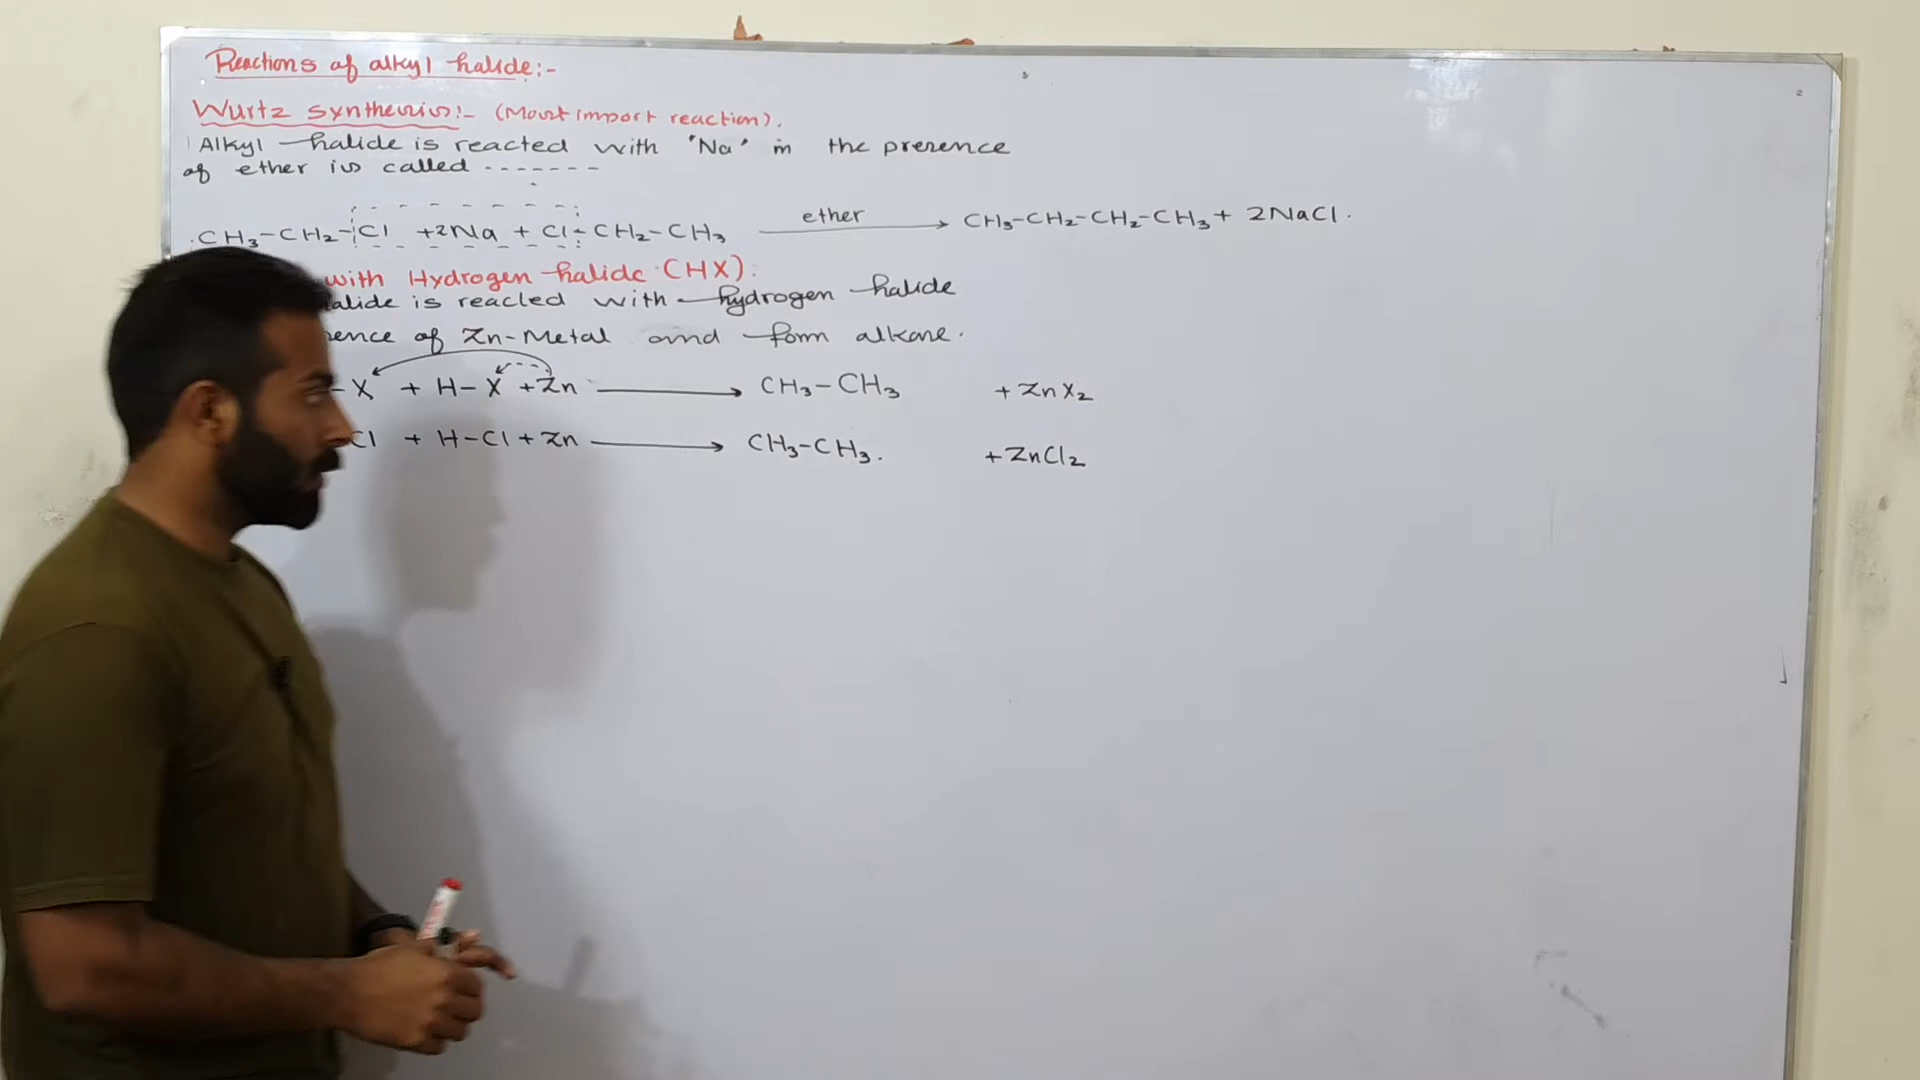 Reactions of alkyl halide:-
Wurtz synthesis:- (Most import reaction).
Alkyl halide is reacted with "Na" in the presence
of ether is called -------
CH₃-CH₂-Cl +2Na + Cl-CH₂-CH₃ ether → CH₃-CH₂-CH₂-CH₃ + 2NaCl.
with Hydrogen halide (HX).
halide is reacted with hydrogen halide
of Zn-Metal and form alkane.
-X + H-X +Zn → CH₃-CH₃ + ZnX₂
Cl + H-Cl + Zn → CH₃-CH₃. + ZnCl₂